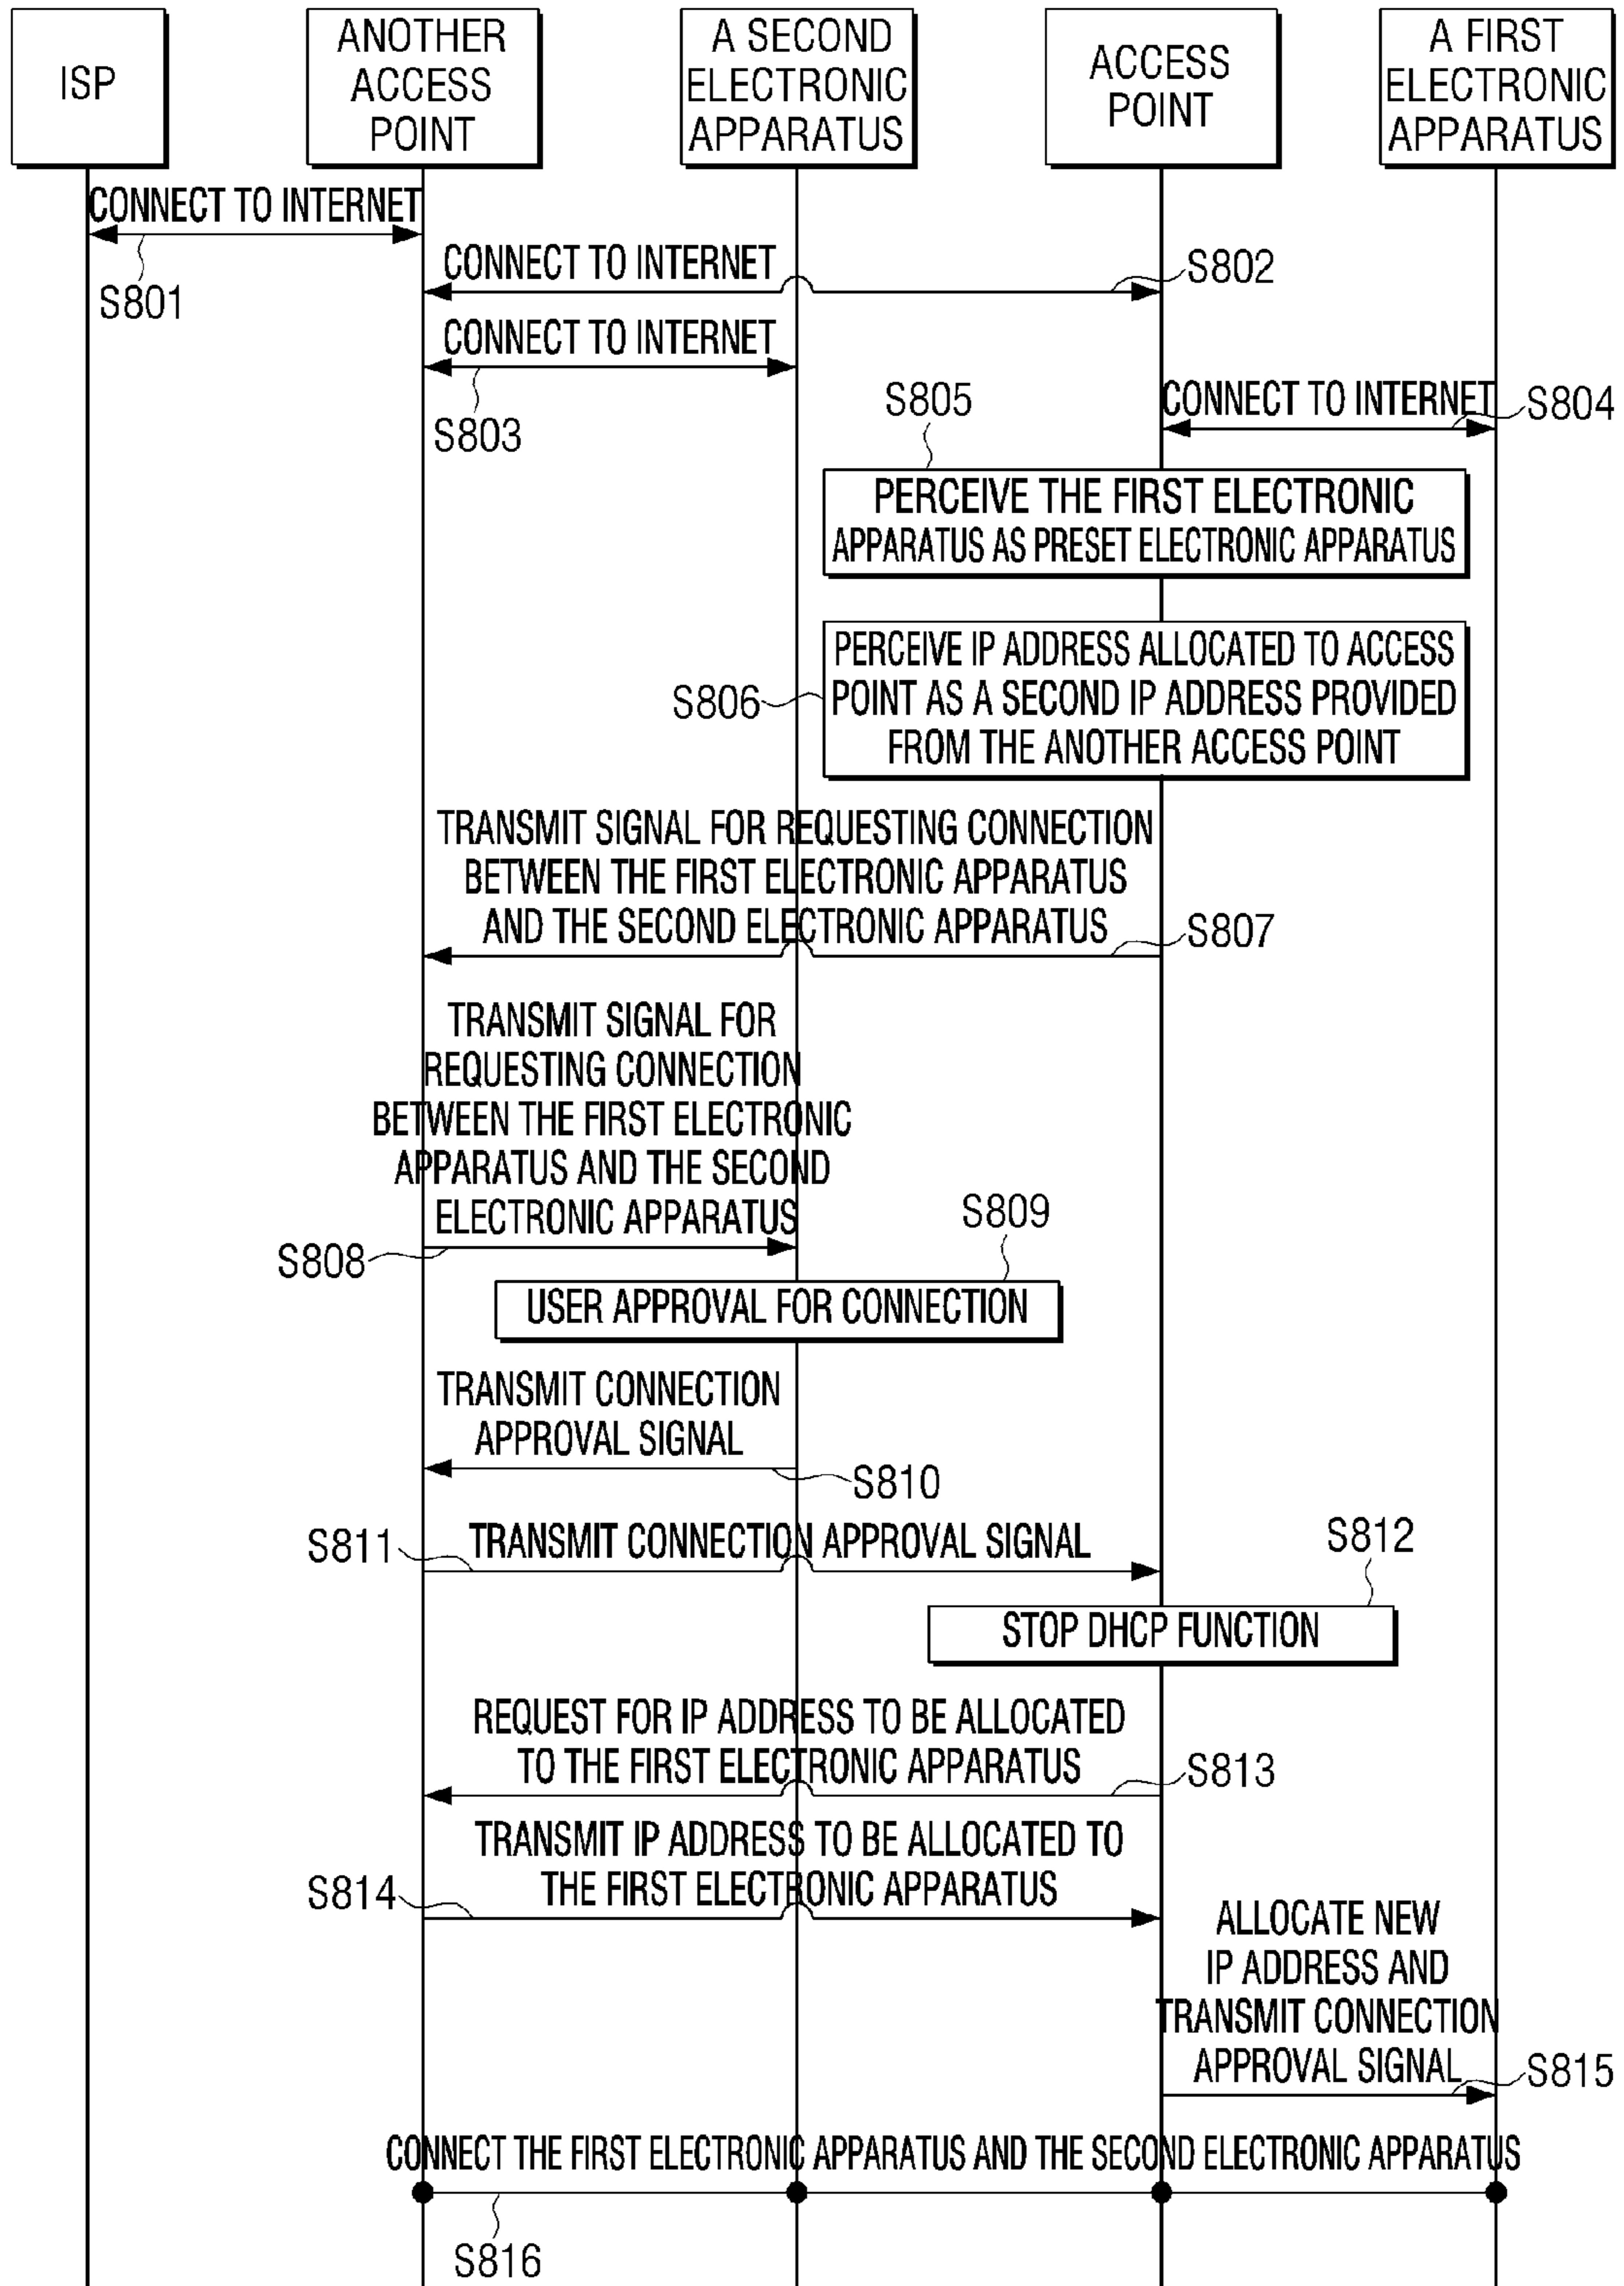 ISP
ANOTHER
ACCESS
POINT
A SECOND
ELECTRONIC
APPARATUS
ACCESS
POINT
A FIRST
ELECTRONIC
APPARATUS
CONNECT TO INTERNET
S801
CONNECT TO INTERNET
S802
CONNECT TO INTERNET
S803
CONNECT TO INTERNET
S804
S805
PERCEIVE THE FIRST ELECTRONIC
APPARATUS AS PRESET ELECTRONIC APPARATUS
S806
PERCEIVE IP ADDRESS ALLOCATED TO ACCESS
POINT AS A SECOND IP ADDRESS PROVIDED
FROM THE ANOTHER ACCESS POINT
TRANSMIT SIGNAL FOR REQUESTING CONNECTION
BETWEEN THE FIRST ELECTRONIC APPARATUS
AND THE SECOND ELECTRONIC APPARATUS
S807
TRANSMIT SIGNAL FOR
REQUESTING CONNECTION
BETWEEN THE FIRST ELECTRONIC
APPARATUS AND THE SECOND
ELECTRONIC APPARATUS
S808
S809
USER APPROVAL FOR CONNECTION
TRANSMIT CONNECTION
APPROVAL SIGNAL
S810
S811
TRANSMIT CONNECTION APPROVAL SIGNAL
S812
STOP DHCP FUNCTION
REQUEST FOR IP ADDRESS TO BE ALLOCATED
TO THE FIRST ELECTRONIC APPARATUS
S813
TRANSMIT IP ADDRESS TO BE ALLOCATED TO
THE FIRST ELECTRONIC APPARATUS
S814
ALLOCATE NEW
IP ADDRESS AND
TRANSMIT CONNECTION
APPROVAL SIGNAL
S815
CONNECT THE FIRST ELECTRONIC APPARATUS AND THE SECOND ELECTRONIC APPARATUS
S816